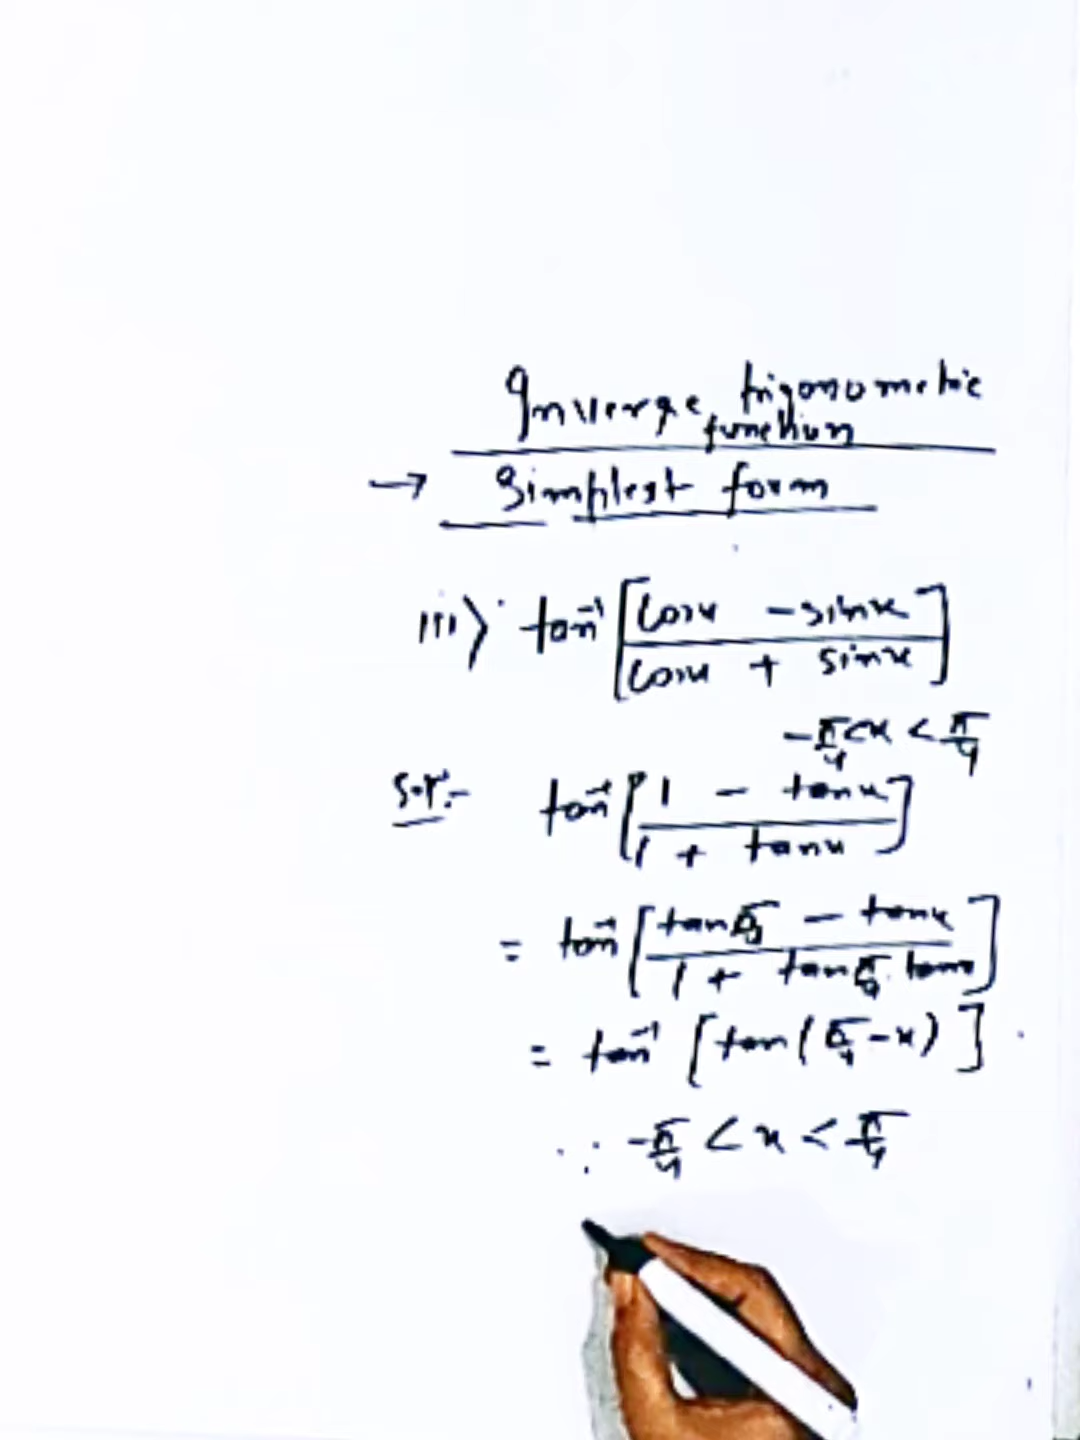 Inverse trigonometric
function
→ Simplest form
iii) tan⁻¹ [cosx - sinx / cosx + sinx]
-π/4 < x < π/4
Sol:- tan⁻¹ [1 - tanx / 1 + tanx]
= tan⁻¹ [tan π/4 - tanx / 1 + tan π/4 . tanx]
= tan⁻¹ [tan(π/4 - x)]
∵ -π/4 < x < π/4